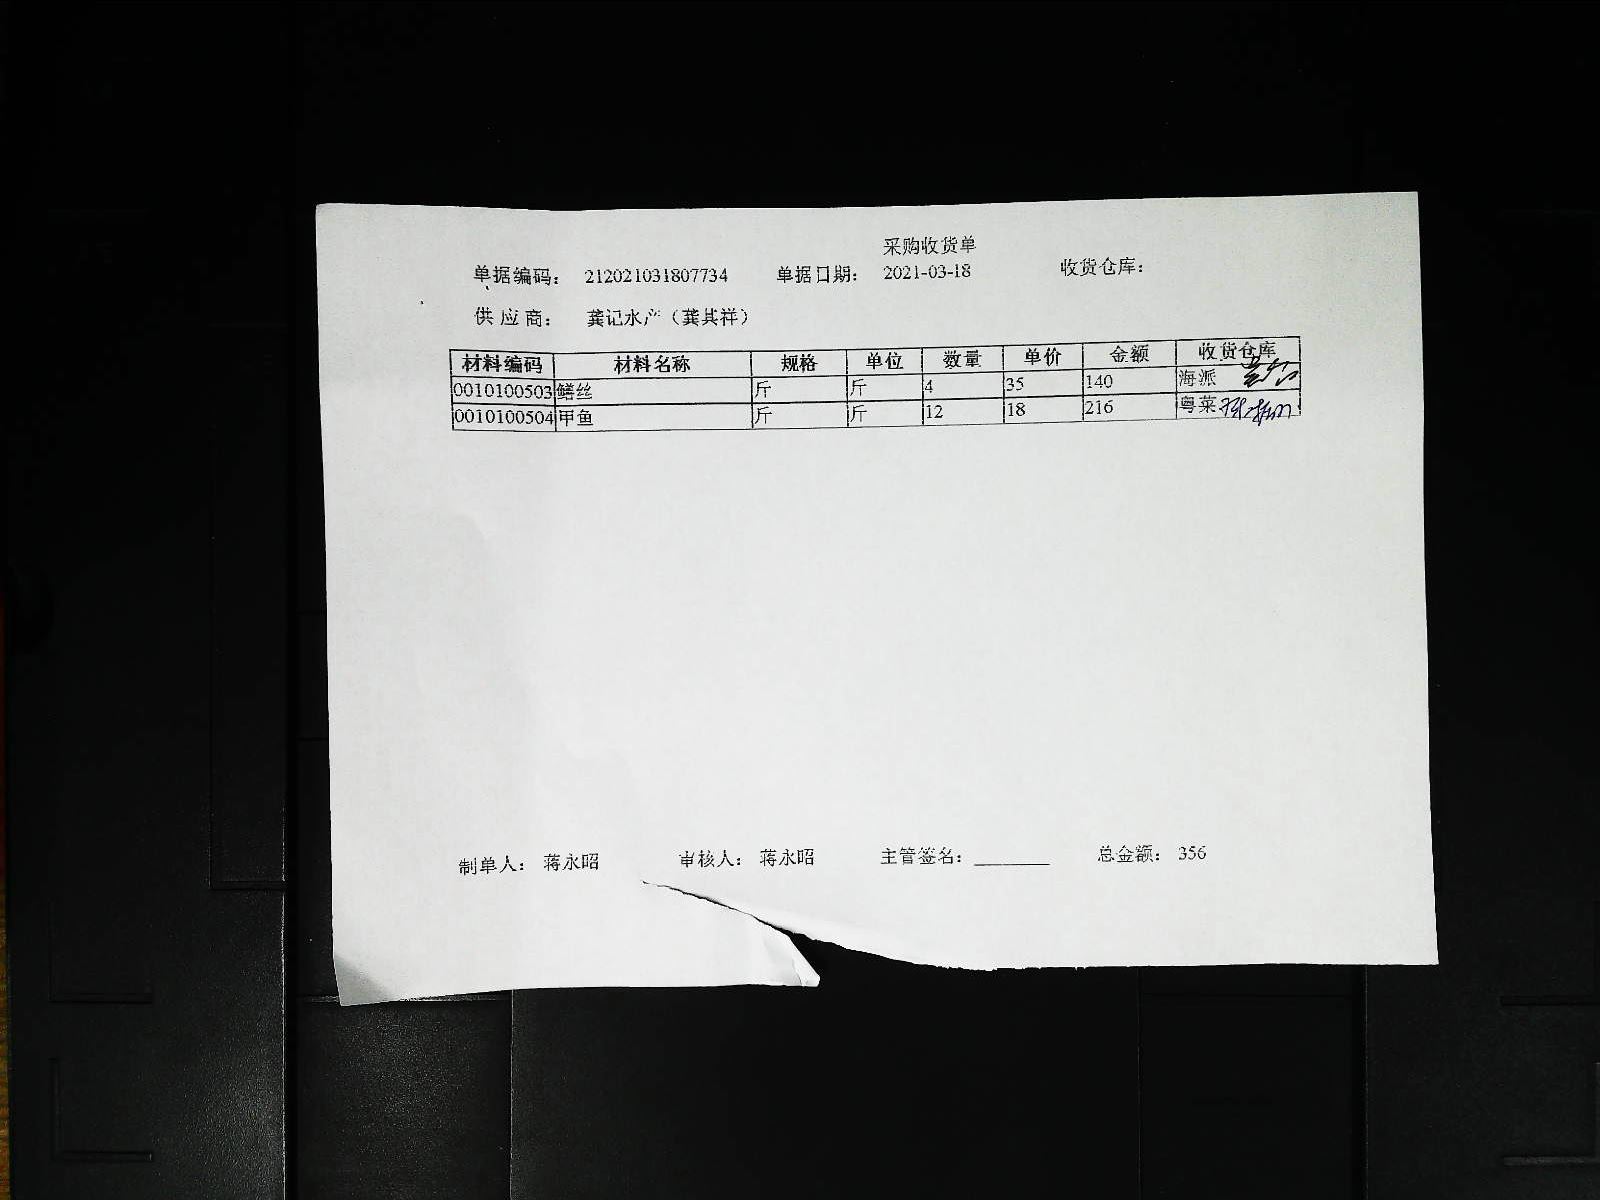 采购收货单
单据编码： 212021031807734 单据日期： 2021-03-18 收货仓库：
供 应 商： 龚记水产（龚其祥）
材料编码 材料名称 规格 单位 数量 单价 金额 收货仓库
0010100503 鳝丝 斤 斤 4 35 140 海派
0010100504 甲鱼 斤 斤 12 18 216 粤菜
制单人： 蒋永昭 审核人： 蒋永昭 主管签名：________ 总金额： 356